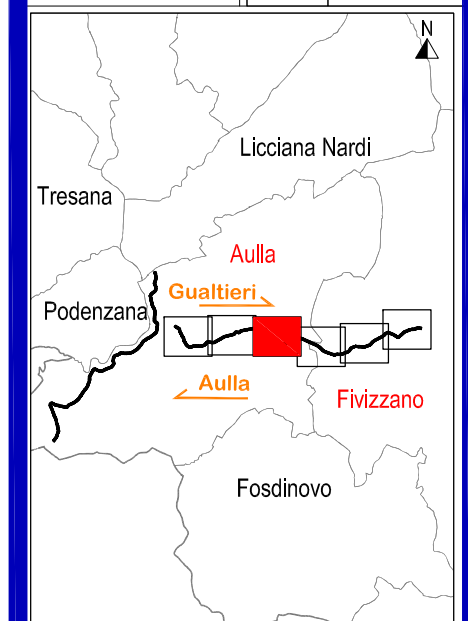 N
Licciana Nardi
Tresana
Aulla
Gualtieri
Podenzana
Aulla
Fivizzano
Fosdinovo